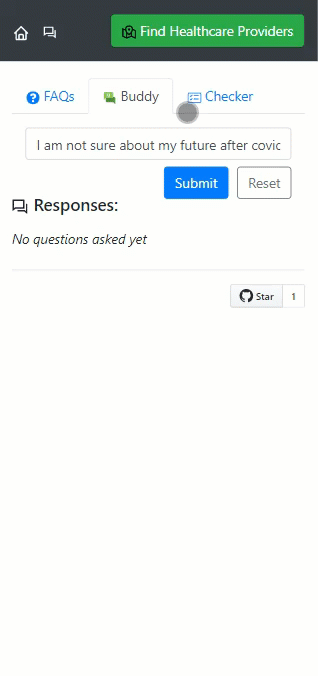 Find Healthcare Providers
FAQs Buddy Checker
I am not sure about my future after covic
Submit Reset
Responses:
No questions asked yet
Star 1